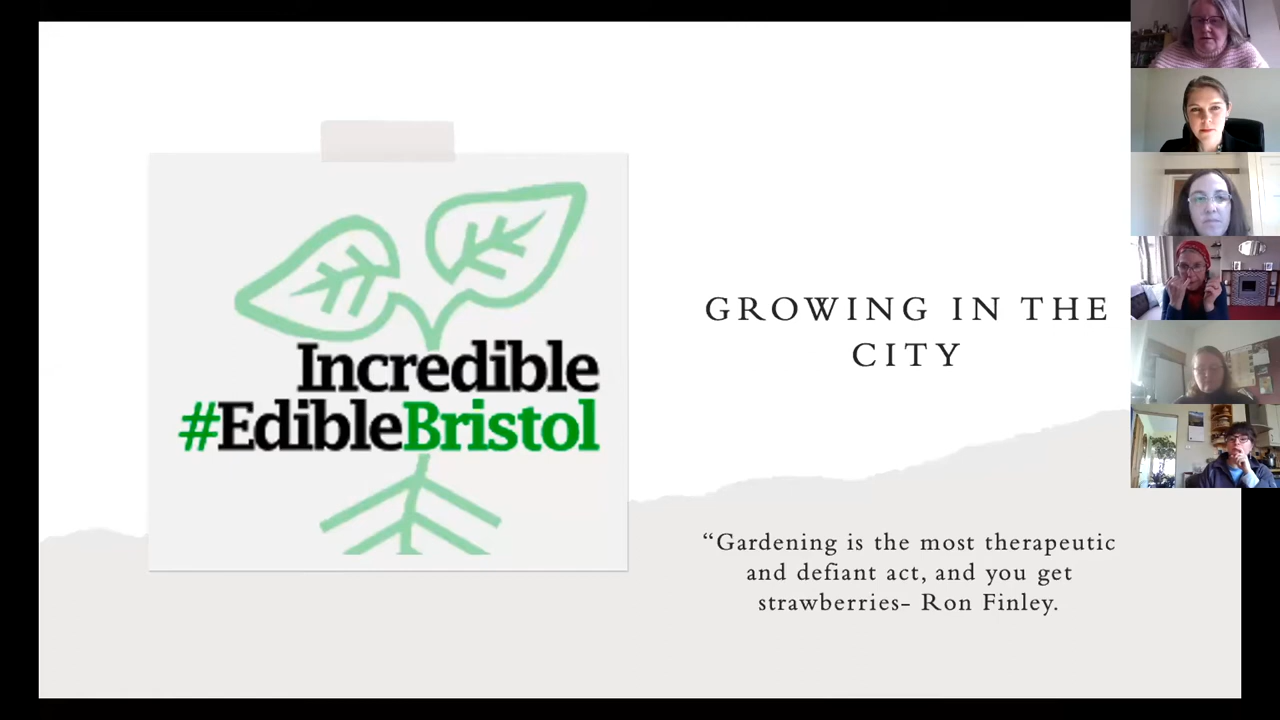 Incredible
#EdibleBristol
GROWING IN THE
CITY
“Gardening is the most therapeutic
and defiant act, and you get
strawberries- Ron Finley.